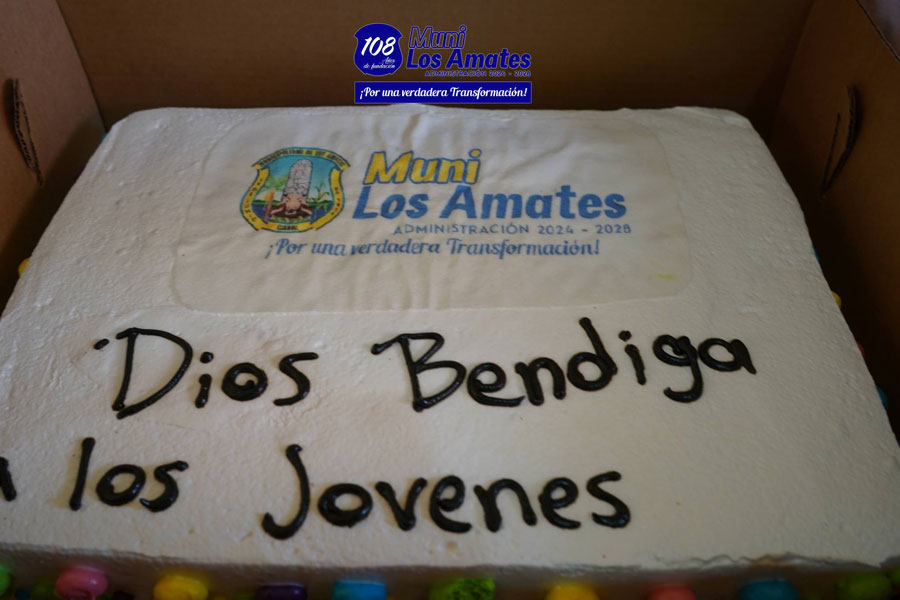 108
Años
de fundación
Muni
Los Amates
ADMINISTRACIÓN 2024 - 2028
¡Por una verdadera Transformación!
Muni
Los Amates
ADMINISTRACIÓN 2024 - 2028
¡Por una verdadera Transformación!
Dios Bendiga
a los Jovenes